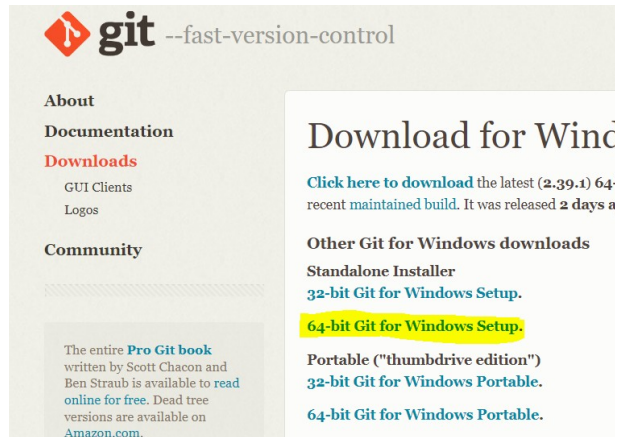 git --fast-version-control
About
Documentation
Downloads
GUI Clients
Logos
Community
The entire Pro Git book
written by Scott Chacon and
Ben Straub is available to read
online for free. Dead tree
versions are available on
Amazon.com.
Download for Wind
Click here to download the latest (2.39.1) 64-
recent maintained build. It was released 2 days a
Other Git for Windows downloads
Standalone Installer
32-bit Git for Windows Setup.
64-bit Git for Windows Setup.
Portable ("thumbdrive edition")
32-bit Git for Windows Portable.
64-bit Git for Windows Portable.